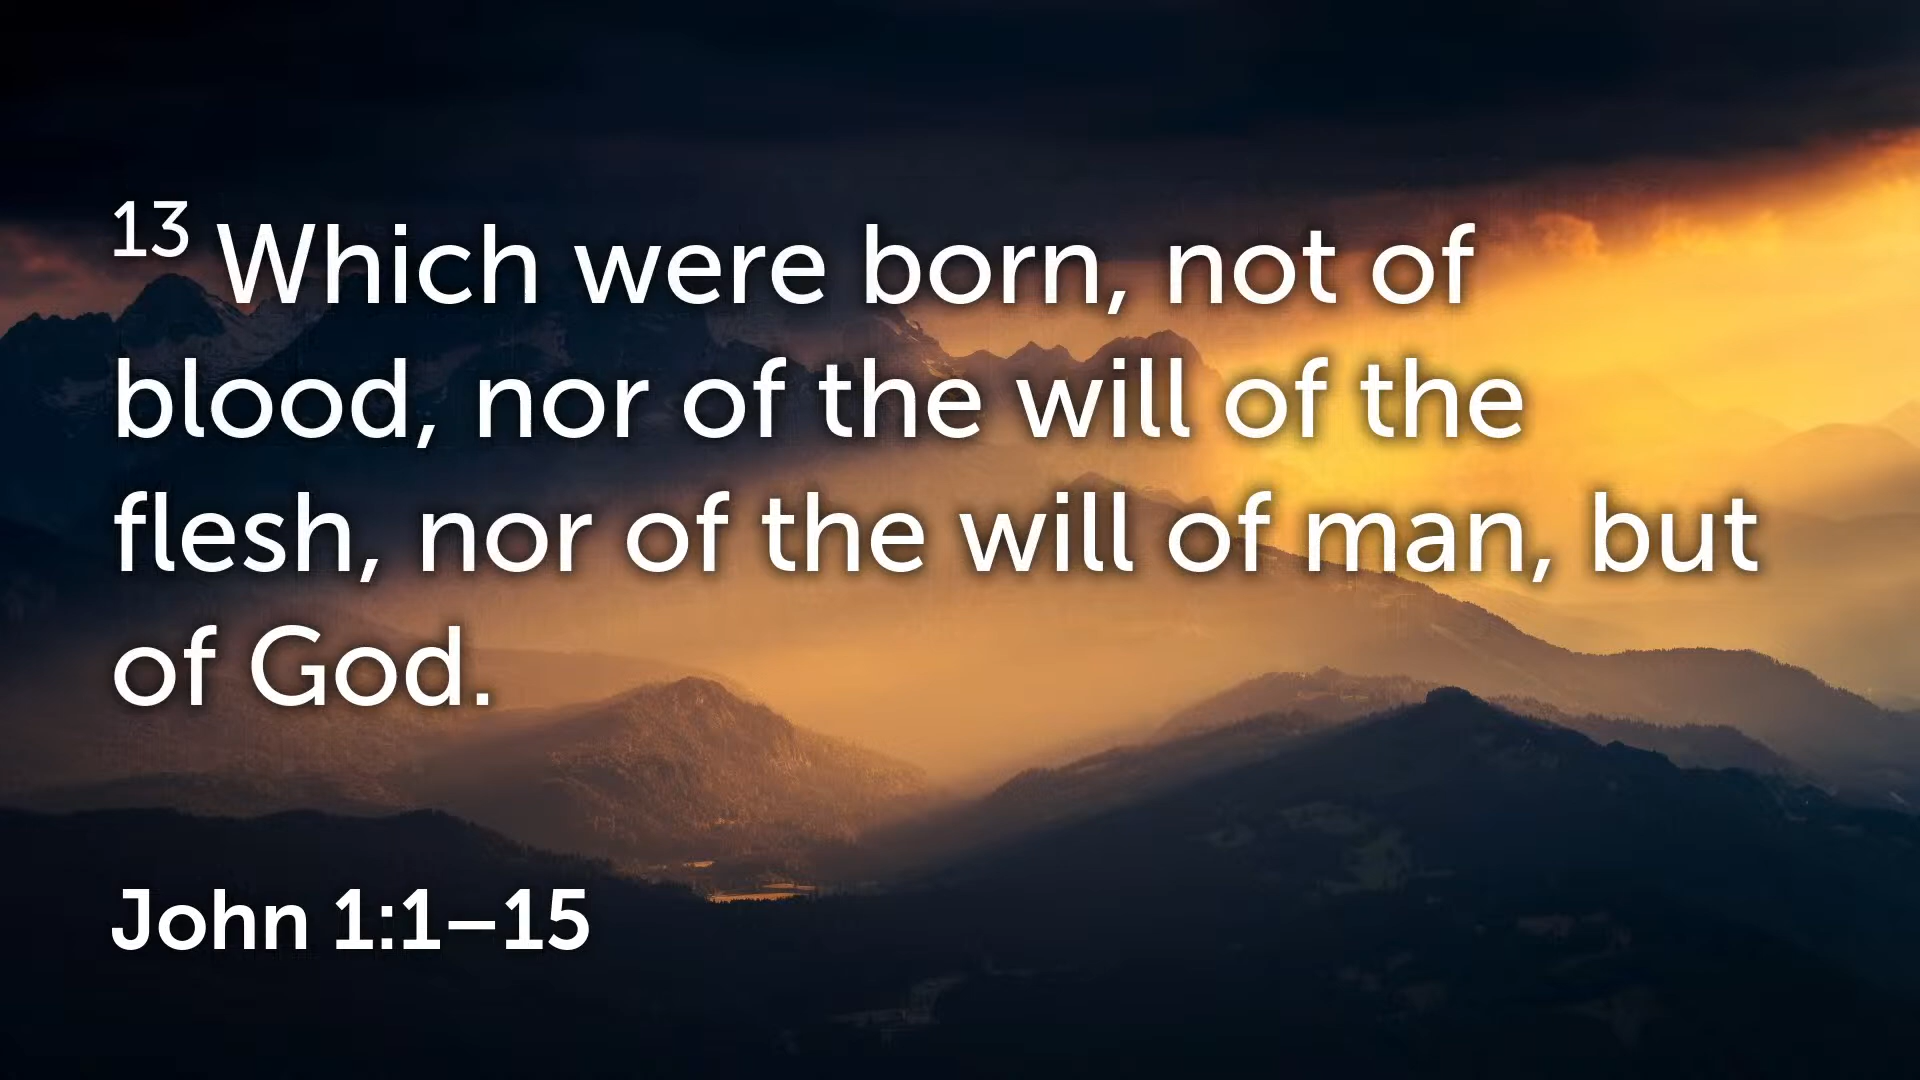 13 Which were born, not of
blood, nor of the will of the
flesh, nor of the will of man, but
of God.
John 1:1–15